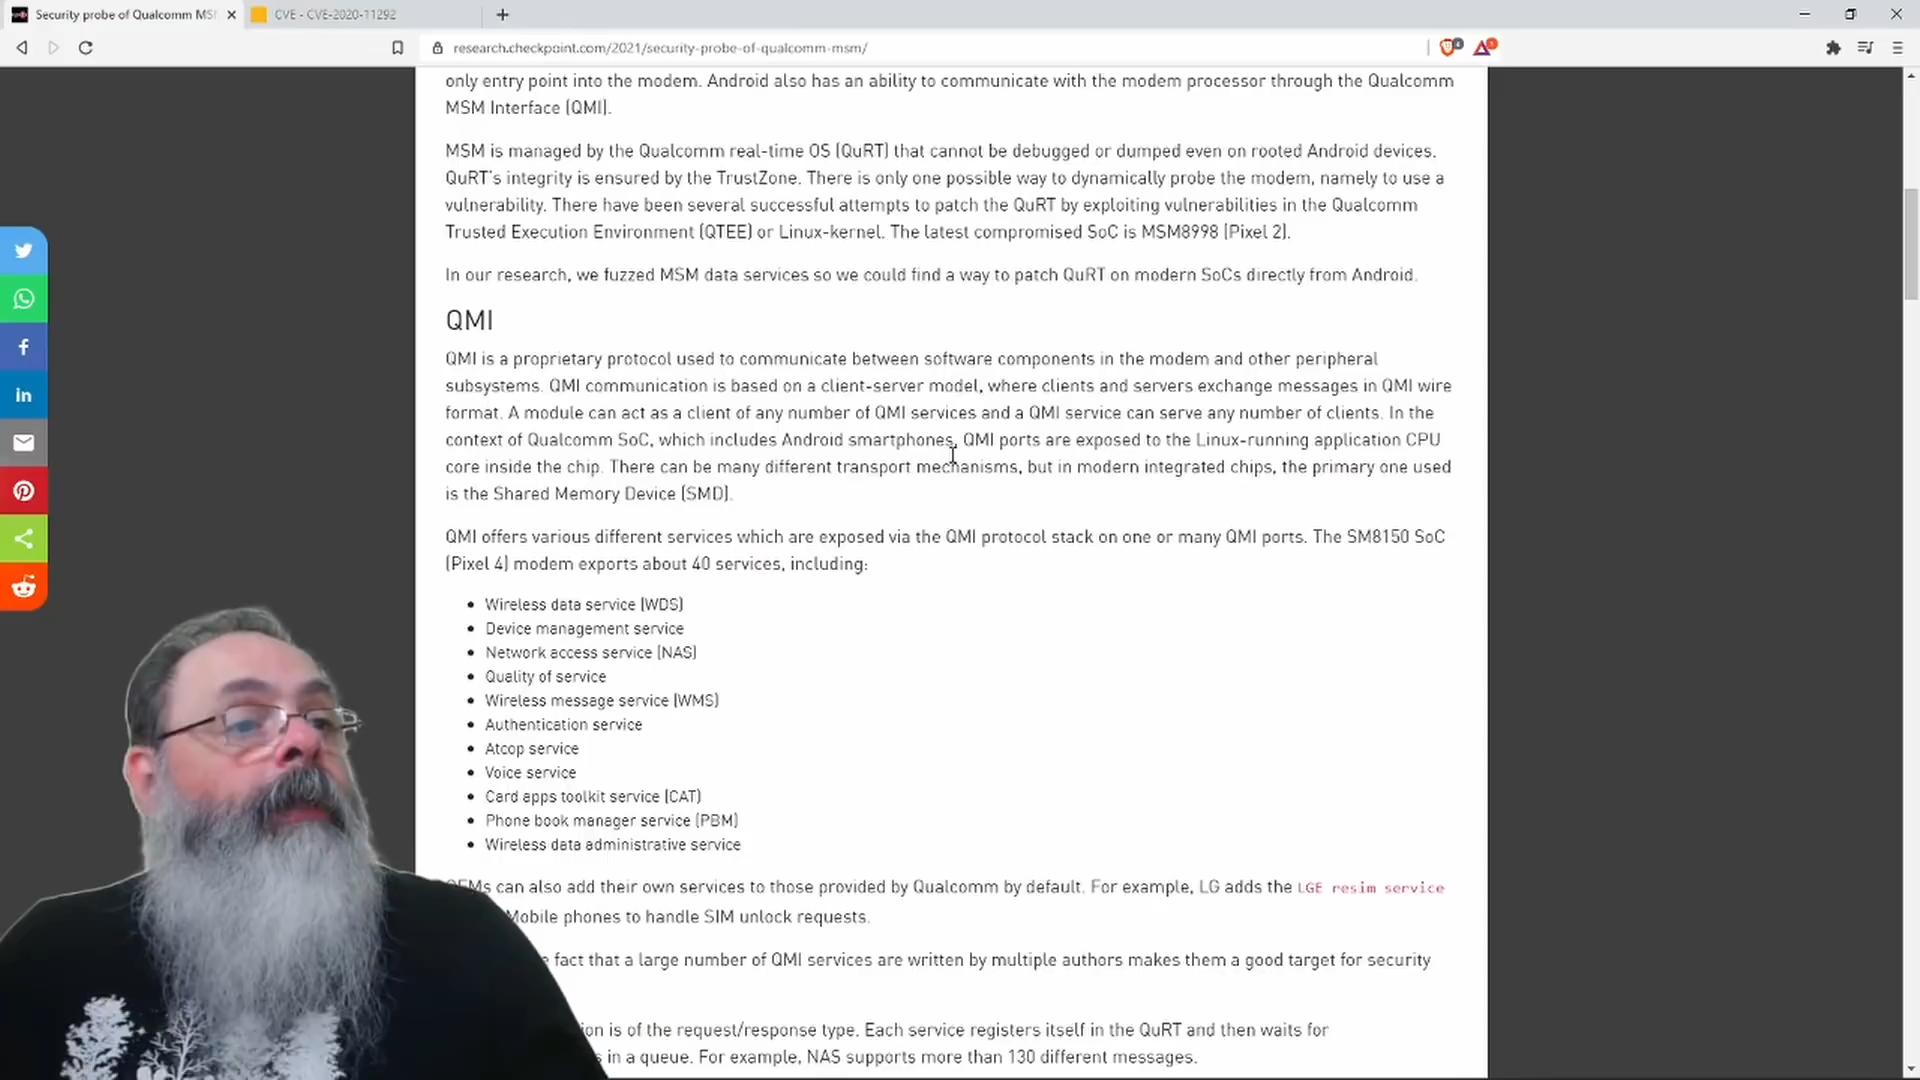 Security probe of Qualcomm MS
CVE - CVE-2020-11292
research.checkpoint.com/2021/security-probe-of-qualcomm-msm/
only entry point into the modem. Android also has an ability to communicate with the modem processor through the Qualcomm
MSM Interface (QMI).
MSM is managed by the Qualcomm real-time OS (QuRT) that cannot be debugged or dumped even on rooted Android devices.
QuRT's integrity is ensured by the TrustZone. There is only one possible way to dynamically probe the modem, namely to use a
vulnerability. There have been several successful attempts to patch the QuRT by exploiting vulnerabilities in the Qualcomm
Trusted Execution Environment (QTEE) or Linux-kernel. The latest compromised SoC is MSM8998 (Pixel 2).
In our research, we fuzzed MSM data services so we could find a way to patch QuRT on modern SoCs directly from Android.
QMI
QMI is a proprietary protocol used to communicate between software components in the modem and other peripheral
subsystems. QMI communication is based on a client-server model, where clients and servers exchange messages in QMI wire
format. A module can act as a client of any number of QMI services and a QMI service can serve any number of clients. In the
context of Qualcomm SoC, which includes Android smartphones, QMI ports are exposed to the Linux-running application CPU
core inside the chip. There can be many different transport mechanisms, but in modern integrated chips, the primary one used
is the Shared Memory Device (SMD).
QMI offers various different services which are exposed via the QMI protocol stack on one or many QMI ports. The SM8150 SoC
(Pixel 4) modem exports about 40 services, including:
• Wireless data service (WDS)
• Device management service
• Network access service (NAS)
• Quality of service
• Wireless message service (WMS)
• Authentication service
• Atcop service
• Voice service
• Card apps toolkit service (CAT)
• Phone book manager service (PBM)
• Wireless data administrative service
OEMs can also add their own services to those provided by Qualcomm by default. For example, LG adds the LGE resim service
Mobile phones to handle SIM unlock requests.
fact that a large number of QMI services are written by multiple authors makes them a good target for security
is of the request/response type. Each service registers itself in the QuRT and then waits for
in a queue. For example, NAS supports more than 130 different messages.